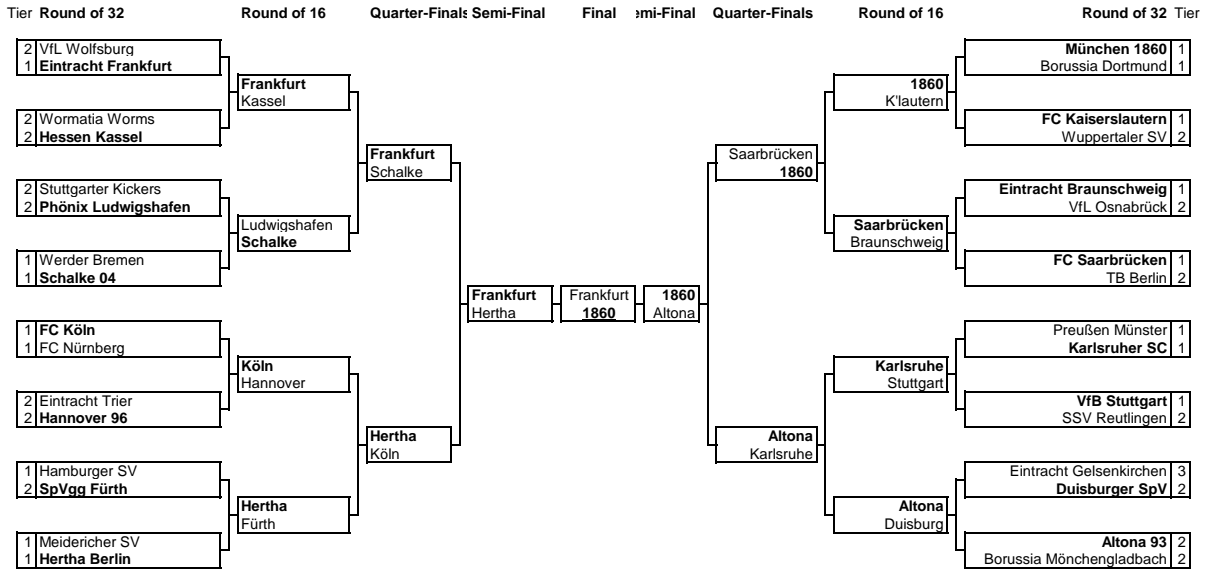 Tier Round of 32 Round of 16 Quarter-Finals Semi-Final Final emi-Final Quarter-Finals Round of 16 Round of 32 Tier
2 VfL Wolfsburg
1 Eintracht Frankfurt
2 Wormatia Worms
2 Hessen Kassel
2 Stuttgarter Kickers
2 Phönix Ludwigshafen
1 Werder Bremen
1 Schalke 04
1 FC Köln
1 FC Nürnberg
2 Eintracht Trier
2 Hannover 96
1 Hamburger SV
2 SpVgg Fürth
1 Meidericher SV
1 Hertha Berlin
Frankfurt
Kassel
Ludwigshafen
Schalke
Köln
Hannover
Hertha
Fürth
Frankfurt
Schalke
Hertha
Köln
Frankfurt
Hertha
Frankfurt
1860
1860
Altona
Saarbrücken
1860
Altona
Karlsruhe
1860
K'lautern
Saarbrücken
Braunschweig
Karlsruhe
Stuttgart
Altona
Duisburg
München 1860 1
Borussia Dortmund 1
FC Kaiserslautern 1
Wuppertaler SV 2
Eintracht Braunschweig 1
VfL Osnabrück 2
FC Saarbrücken 1
TB Berlin 2
Preußen Münster 1
Karlsruher SC 1
VfB Stuttgart 1
SSV Reutlingen 2
Eintracht Gelsenkirchen 3
Duisburger SpV 2
Altona 93 2
Borussia Mönchengladbach 2